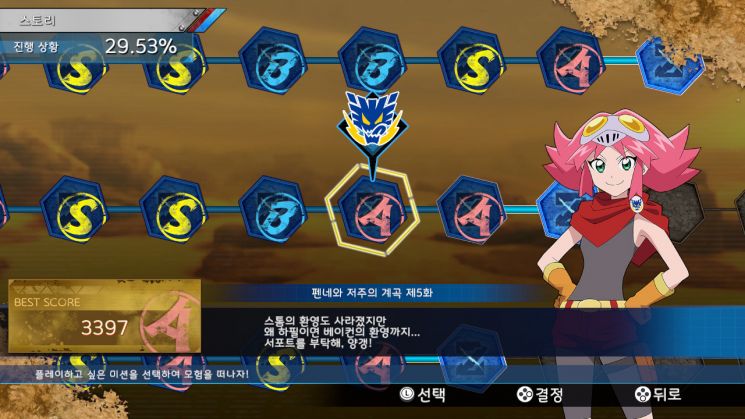 스토리
진행 상황 29.53%
S S B B S A
S S B A A
펜네와 저주의 계곡 제5화
BEST SCORE
3397
A
스톰의 환영도 사라졌지만
왜 하필이면 베이컨의 환영까지...
서포트를 부탁해, 양갱!
플레이하고 싶은 미션을 선택하여 모험을 떠나자!
L 선택 결정 뒤로